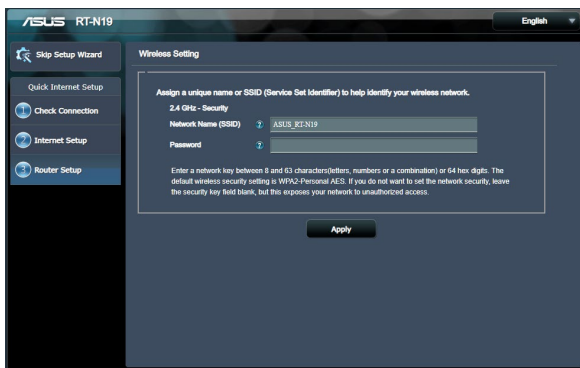 ASUS RT-N19
English
Skip Setup Wizard
Quick Internet Setup
1 Check Connection
2 Internet Setup
3 Router Setup
Wireless Setting
Assign a unique name or SSID (Service Set Identifier) to help identify your wireless network.
2.4 GHz - Security
Network Name (SSID) ? ASUS_RT-N19
Password ?
Enter a network key between 8 and 63 characters(letters, numbers or a combination) or 64 hex digits. The
default wireless security setting is WPA2-Personal AES. If you do not want to set the network security, leave
the security key field blank, but this exposes your network to unauthorized access.
Apply